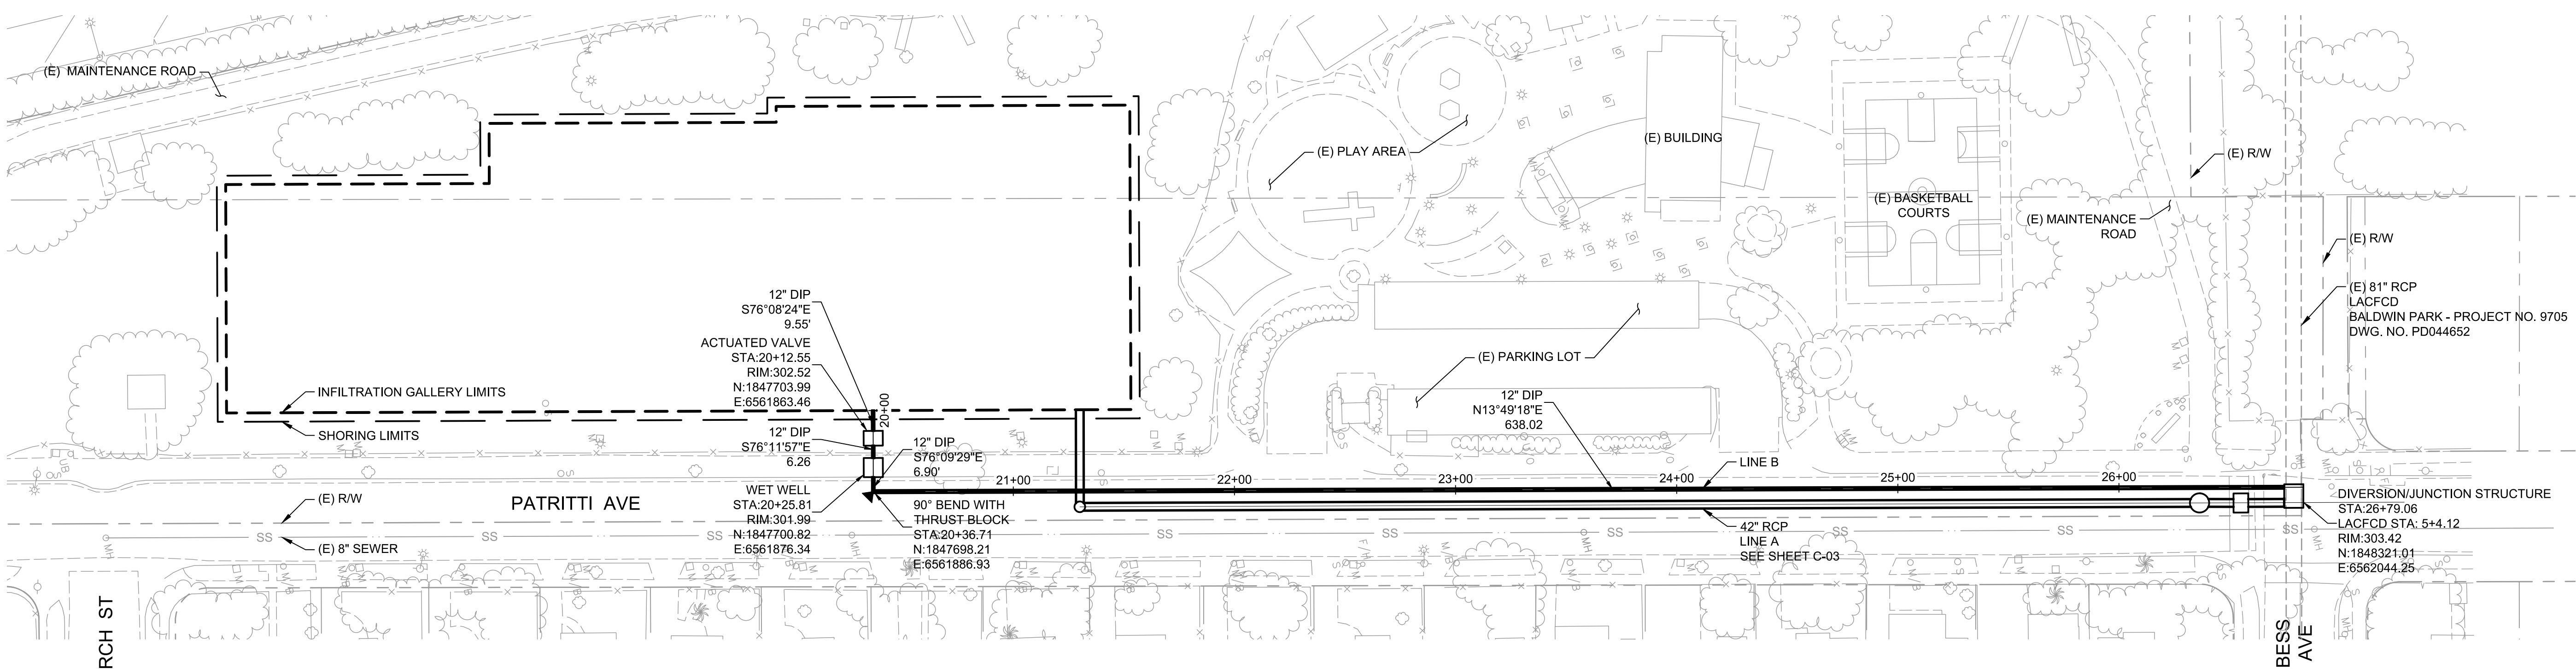 (E) MAINTENANCE ROAD
(E) PLAY AREA
(E) BUILDING
(E) BASKETBALL
COURTS
(E) MAINTENANCE
ROAD
(E) R/W
(E) R/W
(E) 81" RCP
LACFCD
BALDWIN PARK - PROJECT NO. 9705
DWG. NO. PD044652
12" DIP
S76°08'24"E
9.55'
ACTUATED VALVE
STA:20+12.55
RIM:302.52
N:1847703.99
E:6561863.46
20+00
(E) PARKING LOT
12" DIP
N13°49'18"E
638.02
INFILTRATION GALLERY LIMITS
SHORING LIMITS
12" DIP
S76°11'57"E
6.26
12" DIP
S76°09'29"E
6.90'
LINE B
21+00
22+00
23+00
24+00
25+00
26+00
(E) R/W
PATRITTI AVE
WET WELL
STA:20+25.81
RIM:301.99
N:1847700.82
E:6561876.34
90° BEND WITH
THRUST BLOCK
STA:20+36.71
N:1847698.21
E:6561886.93
42" RCP
LINE A
SEE SHEET C-03
DIVERSION/JUNCTION STRUCTURE
STA:26+79.06
LACFCD STA: 5+4.12
RIM:303.42
N:1848321.01
E:6562044.25
SS
SS
SS
SS
SS
SS
SS
SS
SS
(E) 8" SEWER
RCH ST
BESS
AVE